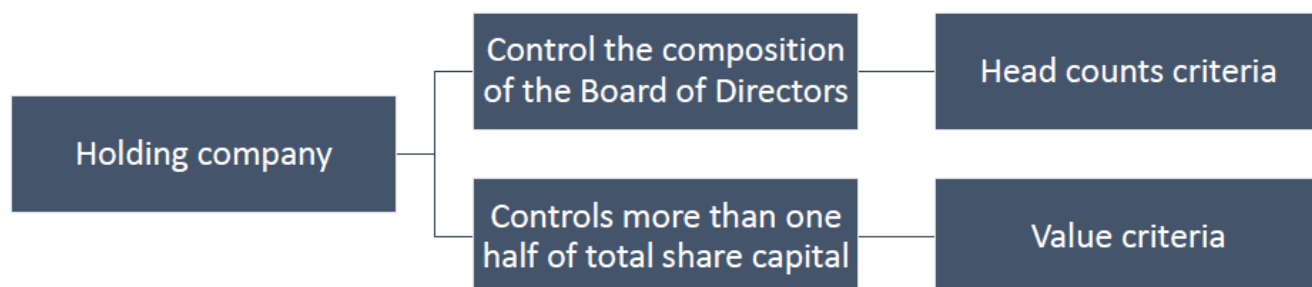 Holding company
Control the composition
of the Board of Directors
Head counts criteria
Controls more than one
half of total share capital
Value criteria